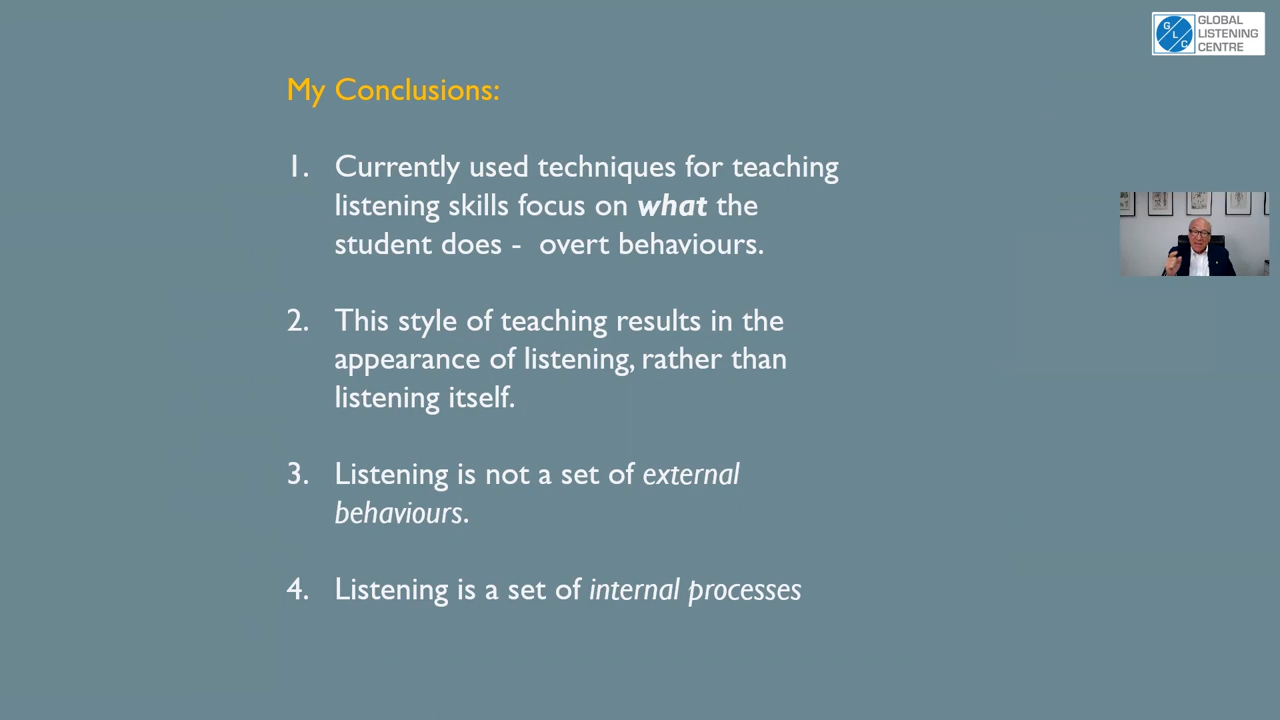 GLC
GLOBAL
LISTENING
CENTRE
My Conclusions:
1. Currently used techniques for teaching
listening skills focus on what the
student does - overt behaviours.
2. This style of teaching results in the
appearance of listening, rather than
listening itself.
3. Listening is not a set of external
behaviours.
4. Listening is a set of internal processes